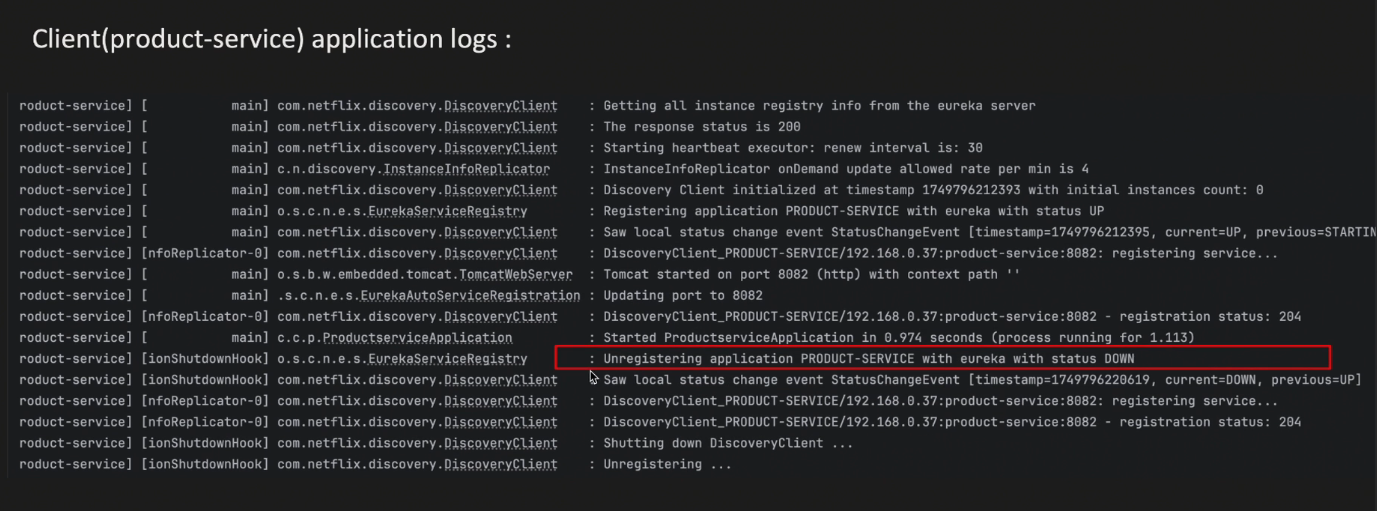 Client(product-service) application logs :
roduct-service] [           main] com.netflix.discovery.DiscoveryClient    : Getting all instance registry info from the eureka server
roduct-service] [           main] com.netflix.discovery.DiscoveryClient    : The response status is 200
roduct-service] [           main] com.netflix.discovery.DiscoveryClient    : Starting heartbeat executor: renew interval is: 30
roduct-service] [           main] c.n.discovery.InstanceInfoReplicator     : InstanceInfoReplicator onDemand update allowed rate per min is 4
roduct-service] [           main] com.netflix.discovery.DiscoveryClient    : Discovery Client initialized at timestamp 1749796212393 with initial instances count: 0
roduct-service] [           main] o.s.c.n.e.s.EurekaServiceRegistry        : Registering application PRODUCT-SERVICE with eureka with status UP
roduct-service] [           main] com.netflix.discovery.DiscoveryClient    : Saw local status change event StatusChangeEvent [timestamp=1749796212395, current=UP, previous=STARTIN
roduct-service] [nfoReplicator-0] com.netflix.discovery.DiscoveryClient    : DiscoveryClient_PRODUCT-SERVICE/192.168.0.37:product-service:8082: registering service...
roduct-service] [           main] o.s.b.w.embedded.tomcat.TomcatWebServer  : Tomcat started on port 8082 (http) with context path ''
roduct-service] [           main] .s.c.n.e.s.EurekaAutoServiceRegistration : Updating port to 8082
roduct-service] [nfoReplicator-0] com.netflix.discovery.DiscoveryClient    : DiscoveryClient_PRODUCT-SERVICE/192.168.0.37:product-service:8082 - registration status: 204
roduct-service] [           main] c.c.p.ProductserviceApplication          : Started ProductserviceApplication in 0.974 seconds (process running for 1.113)
roduct-service] [ionShutdownHook] o.s.c.n.e.s.EurekaServiceRegistry        : Unregistering application PRODUCT-SERVICE with eureka with status DOWN
roduct-service] [ionShutdownHook] com.netflix.discovery.DiscoveryClient    : Saw local status change event StatusChangeEvent [timestamp=1749796220619, current=DOWN, previous=UP]
roduct-service] [nfoReplicator-0] com.netflix.discovery.DiscoveryClient    : DiscoveryClient_PRODUCT-SERVICE/192.168.0.37:product-service:8082: registering service...
roduct-service] [nfoReplicator-0] com.netflix.discovery.DiscoveryClient    : DiscoveryClient_PRODUCT-SERVICE/192.168.0.37:product-service:8082 - registration status: 204
roduct-service] [ionShutdownHook] com.netflix.discovery.DiscoveryClient    : Shutting down DiscoveryClient ...
roduct-service] [ionShutdownHook] com.netflix.discovery.DiscoveryClient    : Unregistering ...